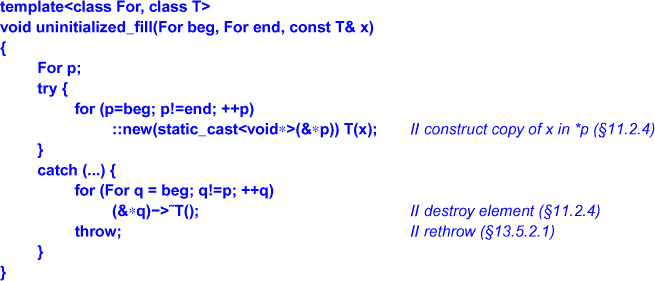 template<class For, class T>
void uninitialized_fill(For beg, For end, const T& x)
{
For p;
try {
for (p=beg; p!=end; ++p)
::new(static_cast<void*>(&*p)) T(x); // construct copy of x in *p (§11.2.4)
}
catch (...) {
for (For q = beg; q!=p; ++q)
(&*q)−>~T(); // destroy element (§11.2.4)
throw; // rethrow (§13.5.2.1)
}
}